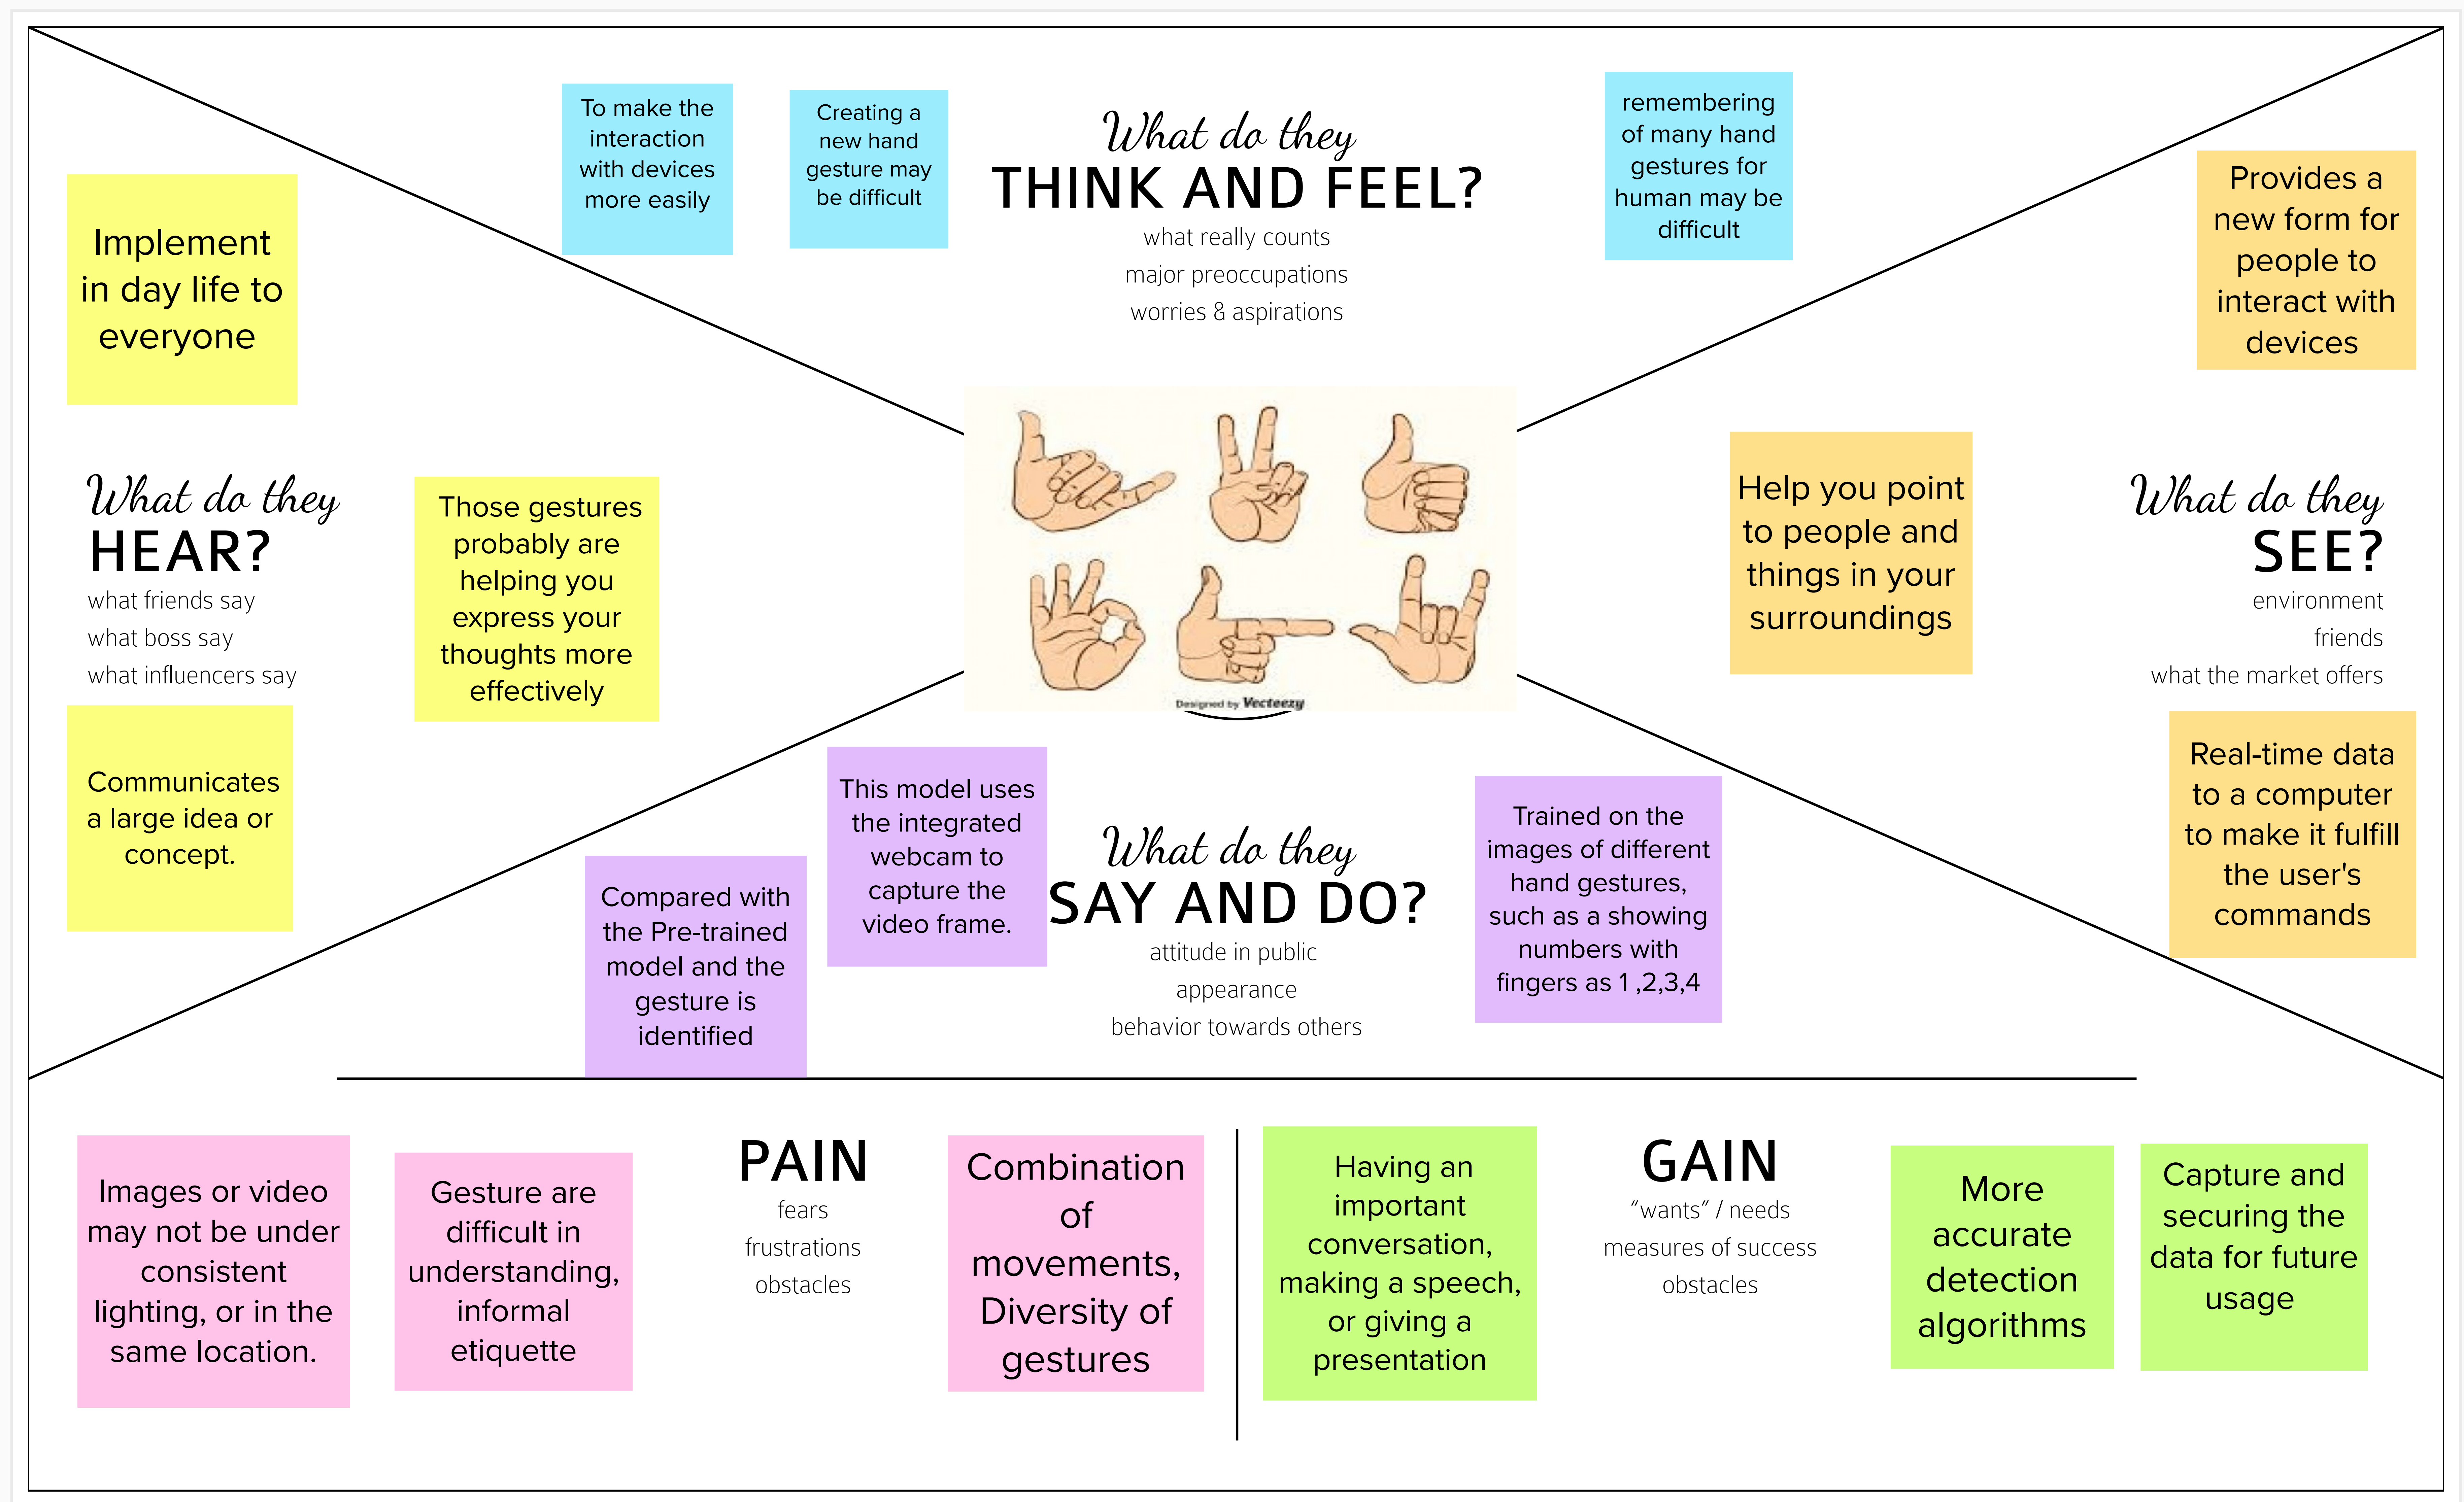 To make the
interaction
with devices
more easily
Creating a
new hand
gesture may
be difficult
What do they
THINK AND FEEL?
what really counts
major preoccupations
worries & aspirations
remembering
of many hand
gestures for
human may be
difficult
Implement
in day life to
everyone
What do they
HEAR?
what friends say
what boss say
what influencers say
Those gestures
probably are
helping you
express your
thoughts more
effectively
Communicates
a large idea or
concept.
Designed by Vecteezy
Provides a
new form for
people to
interact with
devices
Help you point
to people and
things in your
surroundings
What do they
SEE?
environment
friends
what the market offers
Real-time data
to a computer
to make it fulfill
the user's
commands
Compared with
the Pre-trained
model and the
gesture is
identified
This model uses
the integrated
webcam to
capture the
video frame.
What do they
SAY AND DO?
attitude in public
appearance
behavior towards others
Trained on the
images of different
hand gestures,
such as a showing
numbers with
fingers as 1 ,2,3,4
Images or video
may not be under
consistent
lighting, or in the
same location.
Gesture are
difficult in
understanding,
informal
etiquette
PAIN
fears
frustrations
obstacles
Combination
of
movements,
Diversity of
gestures
Having an
important
conversation,
making a speech,
or giving a
presentation
GAIN
“wants” / needs
measures of success
obstacles
More
accurate
detection
algorithms
Capture and
securing the
data for future
usage